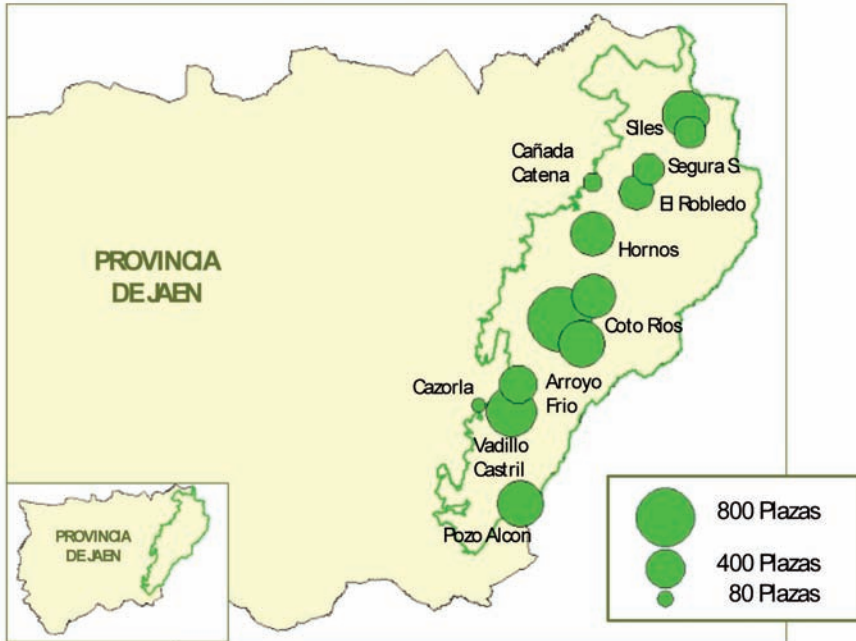 Siles
Cañada
Catena
Segura S.
El Robledo
Hornos
PROVINCIA
DE JAEN
Coto Ríos
Cazorla
Arroyo
Frio
Vadillo
Castril
Pozo Alcon
PROVINCIA
DE JAEN
800 Plazas
400 Plazas
80 Plazas